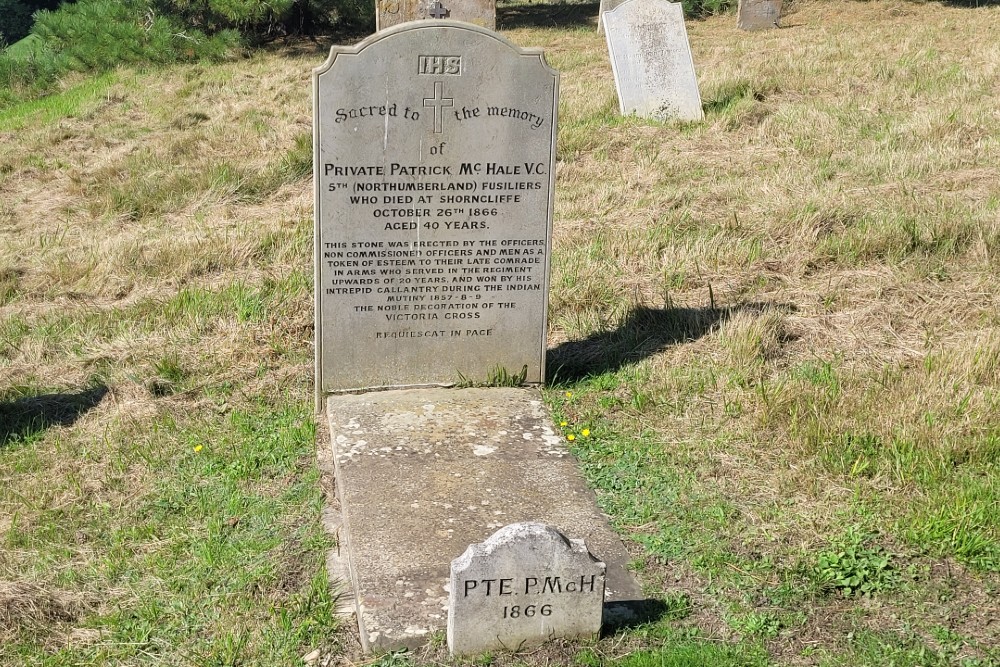 IHS
Sacred to the memory
of
PRIVATE PATRICK McHALE V.C.
5TH (NORTHUMBERLAND) FUSILIERS
WHO DIED AT SHORNCLIFFE
OCTOBER 26TH 1866
AGED 40 YEARS.
THIS STONE WAS ERECTED BY THE OFFICERS,
NON COMMISSIONED OFFICERS AND MEN AS A
TOKEN OF ESTEEM TO THEIR LATE COMRADE
IN ARMS WHO SERVED IN THE REGIMENT
UPWARDS OF 20 YEARS, AND WON BY HIS
INTREPID GALLANTRY DURING THE INDIAN
MUTINY 1857-8-9
THE NOBLE DECORATION OF THE
VICTORIA CROSS
REQUIESCAT IN PACE
PTE. P. McH
1866